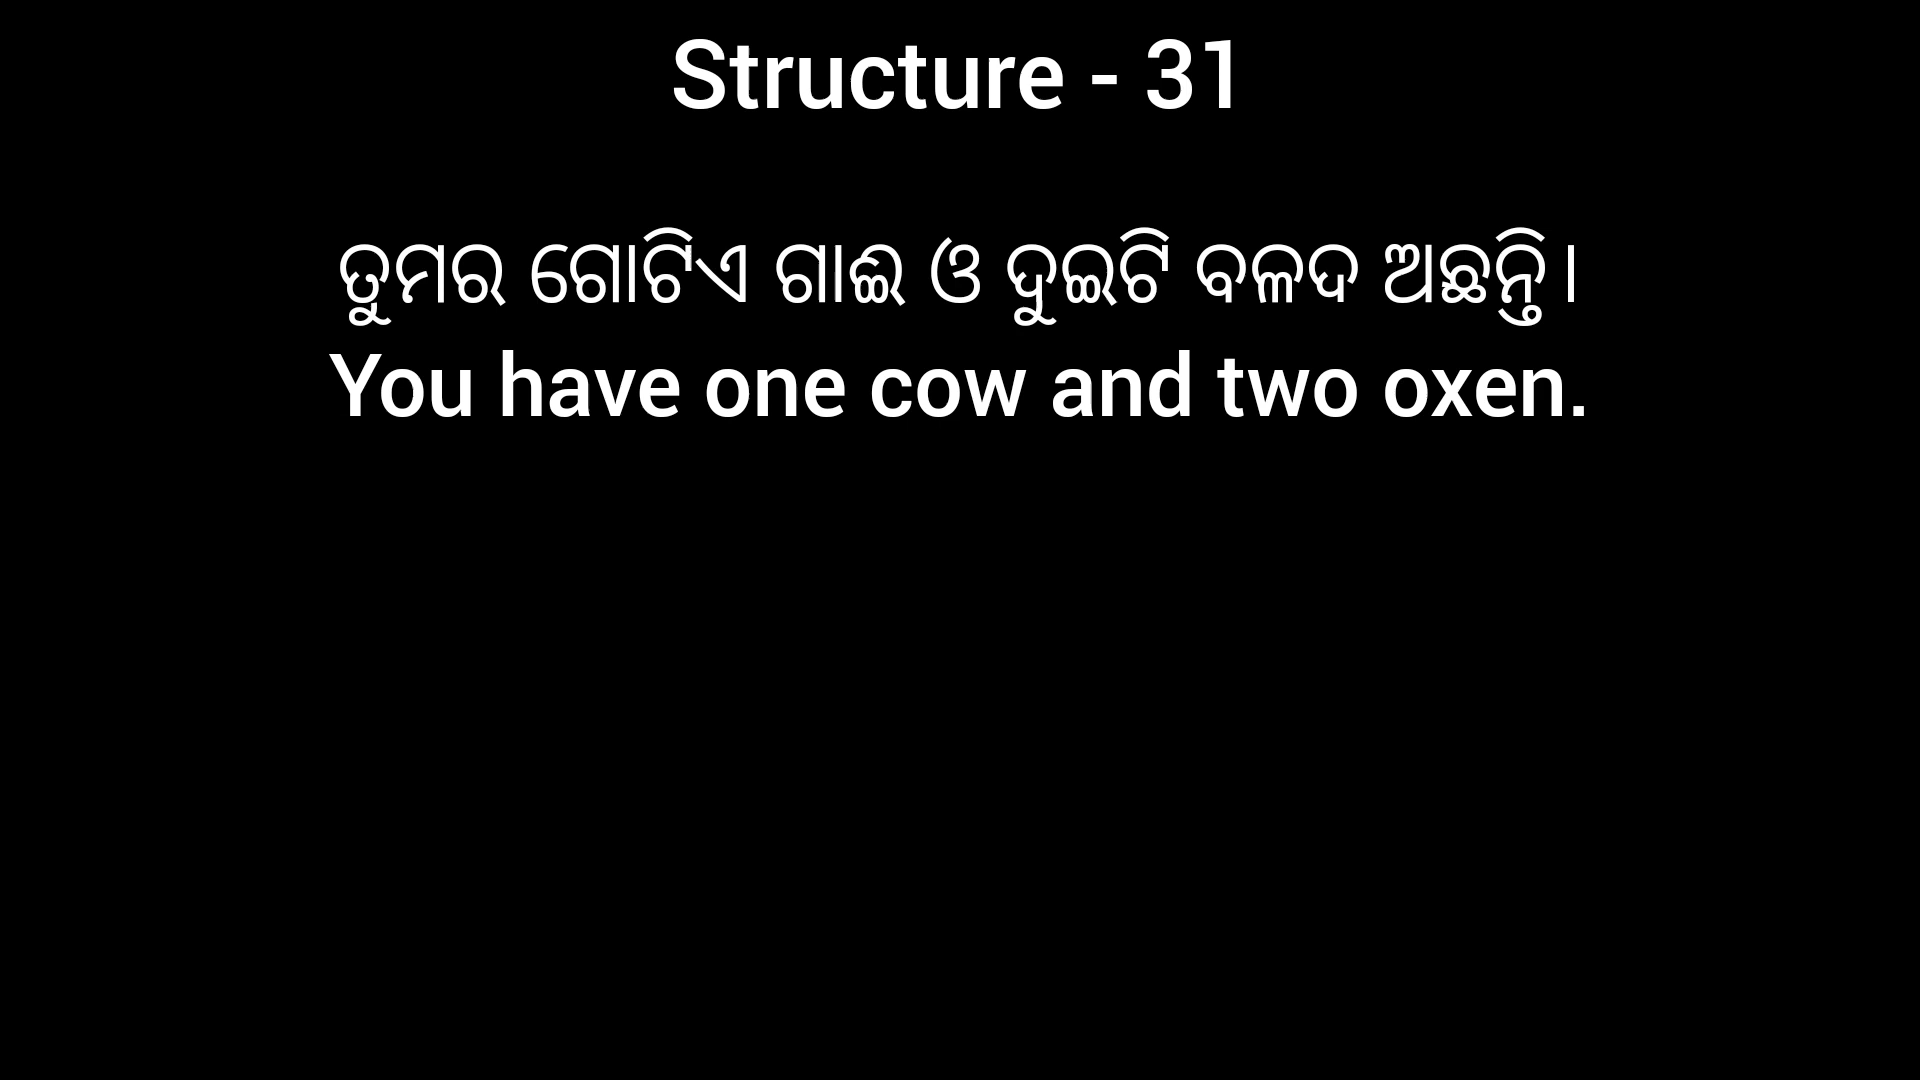 Structure - 31
ତୁମର ଗୋଟିଏ ଗାଈ ଓ ଦୁଇଟି ବଳଦ ଅଛନ୍ତି।
You have one cow and two oxen.